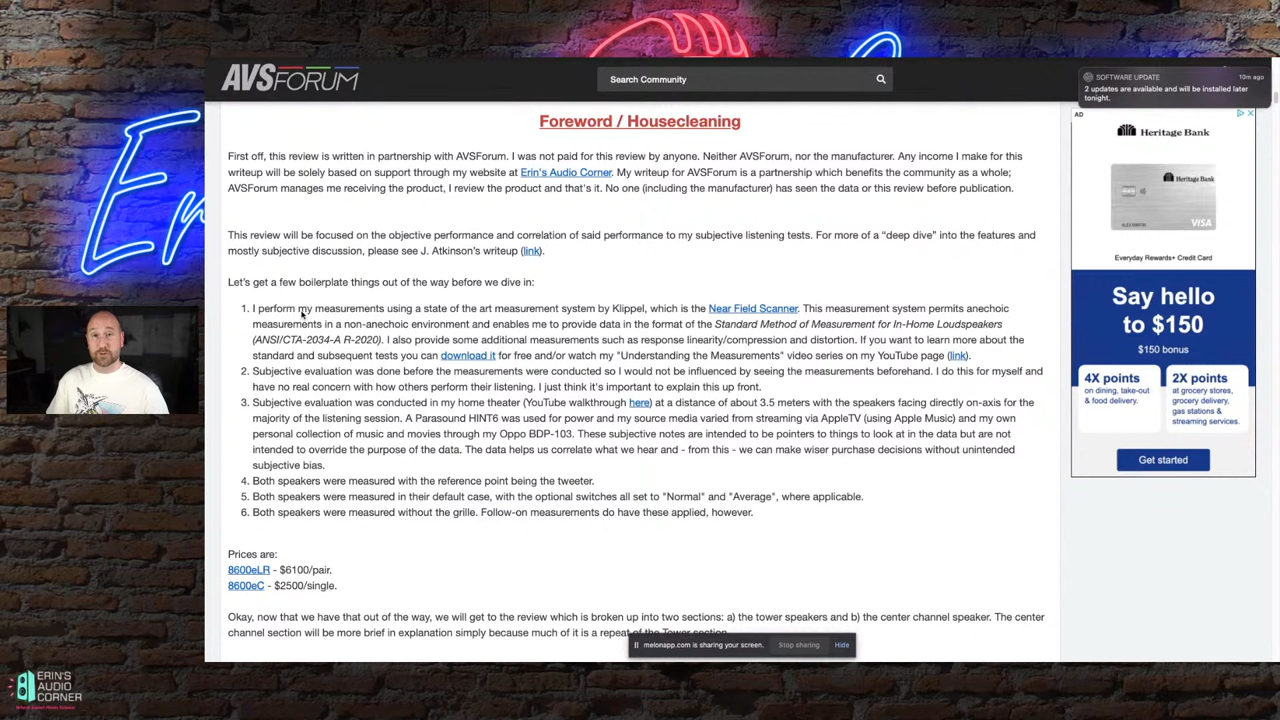 AVSFORUM
Search Community
SOFTWARE UPDATE
10m ago
2 updates are available and will be installed later
tonight.
Foreword / Housecleaning
First off, this review is written in partnership with AVSForum. I was not paid for this review by anyone. Neither AVSForum, nor the manufacturer. Any income I make for this
writeup will be solely based on support through my website at Erin's Audio Corner. My writeup for AVSForum is a partnership which benefits the community as a whole;
AVSForum manages me receiving the product, I review the product and that's it. No one (including the manufacturer) has seen the data or this review before publication.
This review will be focused on the objective performance and correlation of said performance to my subjective listening tests. For more of a “deep dive” into the features and
mostly subjective discussion, please see J. Atkinson's writeup (link).
Let's get a few boilerplate things out of the way before we dive in:
1. I perform my measurements using a state of the art measurement system by Klippel, which is the Near Field Scanner. This measurement system permits anechoic
measurements in a non-anechoic environment and enables me to provide data in the format of the Standard Method of Measurement for In-Home Loudspeakers
(ANSI/CTA-2034-A R-2020). I also provide some additional measurements such as response linearity/compression and distortion. If you want to learn more about the
standard and subsequent tests you can download it for free and/or watch my "Understanding the Measurements" video series on my YouTube page (link).
2. Subjective evaluation was done before the measurements were conducted so I would not be influenced by seeing the measurements beforehand. I do this for myself and
have no real concern with how others perform their listening. I just think it's important to explain this up front.
3. Subjective evaluation was conducted in my home theater (YouTube walkthrough here) at a distance of about 3.5 meters with the speakers facing directly on-axis for the
majority of the listening session. A Parasound HINT6 was used for power and my source media varied from streaming via AppleTV (using Apple Music) and my own
personal collection of music and movies through my Oppo BDP-103. These subjective notes are intended to be pointers to things to look at in the data but are not
intended to override the purpose of the data. The data helps us correlate what we hear and - from this - we can make wiser purchase decisions without unintended
subjective bias.
4. Both speakers were measured with the reference point being the tweeter.
5. Both speakers were measured in their default case, with the optional switches all set to "Normal" and "Average", where applicable.
6. Both speakers were measured without the grille. Follow-on measurements do have these applied, however.
Prices are:
8600eLR - $6100/pair.
8600eC - $2500/single.
Okay, now that we have that out of the way, we will get to the review which is broken up into two sections: a) the tower speakers and b) the center channel speaker. The center
channel section will be more brief in explanation simply because much of it is a repeat of the Tower section.
melonapp.com is sharing your screen.
Stop sharing
Hide
AD
Heritage Bank
Heritage Bank
VISA
Everyday Rewards+ Credit Card
Say hello
to $150
$150 bonus
4X points
on dining, take-out
& food delivery.
2X points
at grocery stores,
grocery delivery,
gas stations &
streaming services.
Get started
ERIN'S
AUDIO
CORNER